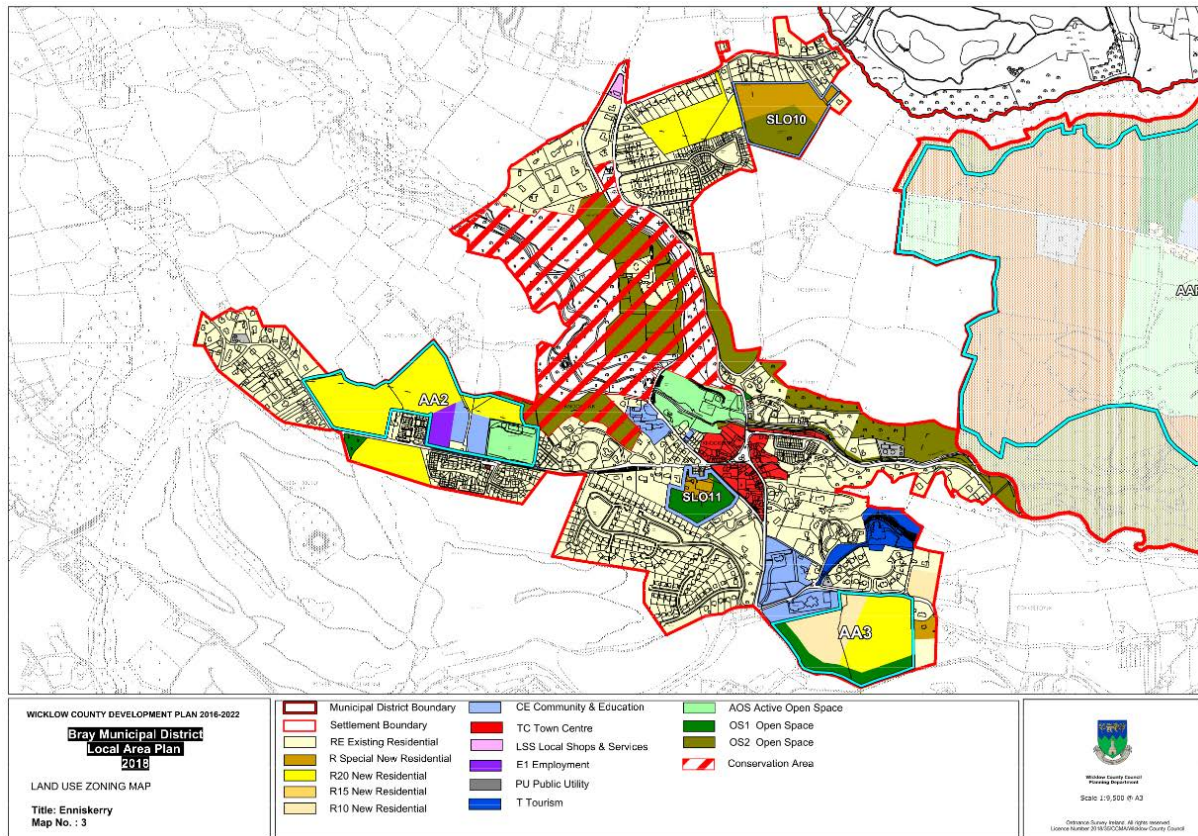 SLO10
AA2
SLO11
AA3
WICKLOW COUNTY DEVELOPMENT PLAN 2016-2022
Bray Municipal District
Local Area Plan
2018
LAND USE ZONING MAP
Title: Enniskerry
Map No. : 3
Municipal District Boundary
Settlement Boundary
RE Existing Residential
R Special New Residential
R20 New Residential
R15 New Residential
R10 New Residential
CE Community & Education
TC Town Centre
LSS Local Shops & Services
E1 Employment
PU Public Utility
T Tourism
AOS Active Open Space
OS1 Open Space
OS2 Open Space
Conservation Area
Wicklow County Council
Planning Department
Scale 1:9,500 @ A3
Ordnance Survey Ireland. All rights reserved